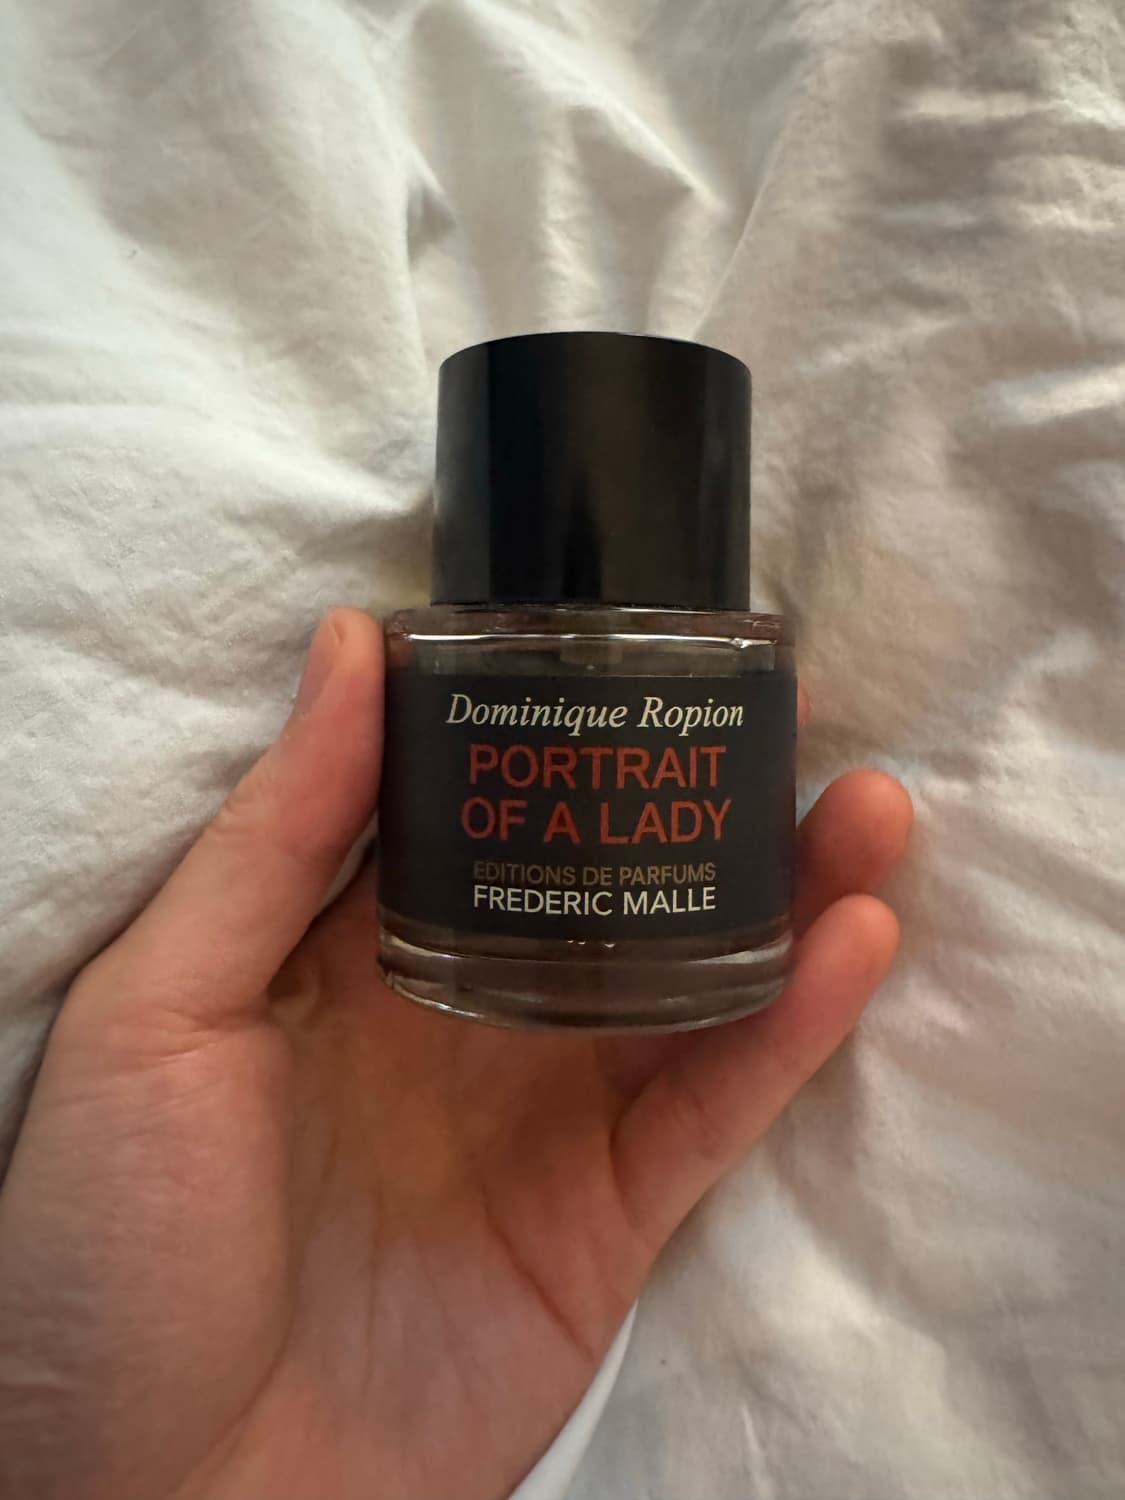 Dominique Ropion
PORTRAIT
OF A LADY
EDITIONS DE PARFUMS
FREDERIC MALLE